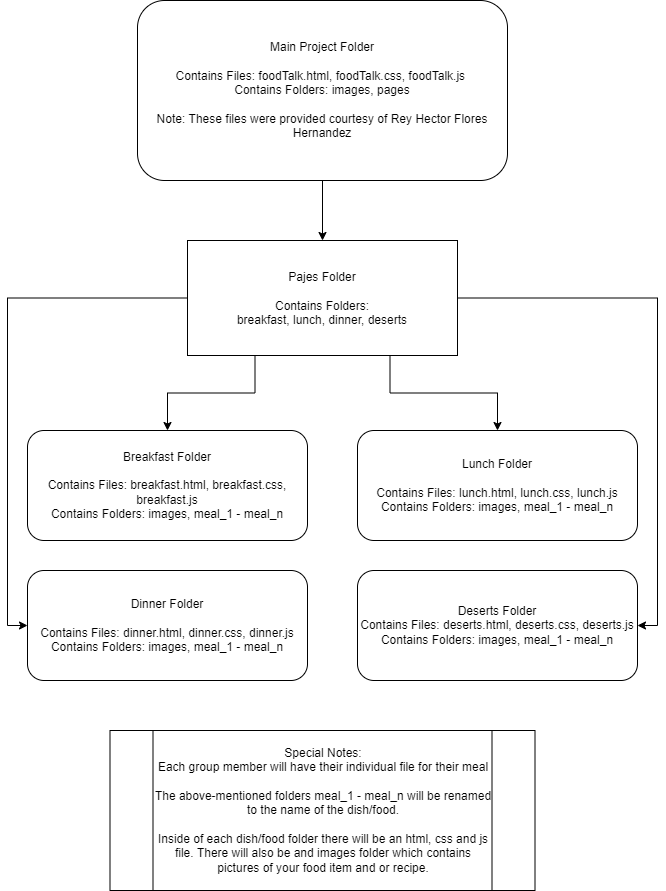 Main Project Folder
Contains Files: foodTalk.html, foodTalk.css, foodTalk.js
Contains Folders: images, pages
Note: These files were provided courtesy of Rey Hector Flores
Hernandez
Pajes Folder
Contains Folders:
breakfast, lunch, dinner, deserts
Breakfast Folder
Contains Files: breakfast.html, breakfast.css,
breakfast.js
Contains Folders: images, meal_1 - meal_n
Lunch Folder
Contains Files: lunch.html, lunch.css, lunch.js
Contains Folders: images, meal_1 - meal_n
Dinner Folder
Contains Files: dinner.html, dinner.css, dinner.js
Contains Folders: images, meal_1 - meal_n
Deserts Folder
Contains Files: deserts.html, deserts.css, deserts.js
Contains Folders: images, meal_1 - meal_n
Special Notes:
Each group member will have their individual file for their meal
The above-mentioned folders meal_1 - meal_n will be renamed
to the name of the dish/food.
Inside of each dish/food folder there will be an html, css and js
file. There will also be and images folder which contains
pictures of your food item and or recipe.